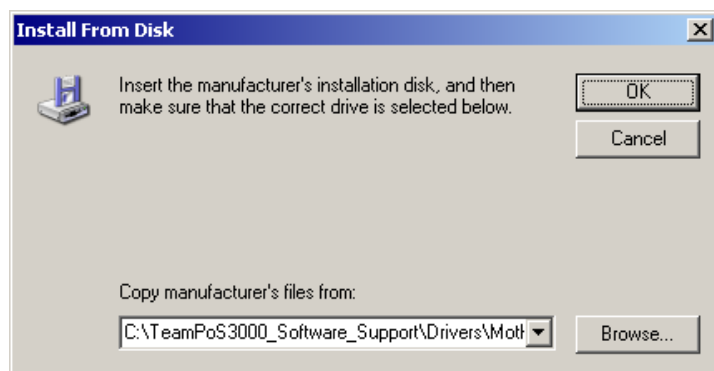 Install From Disk
Insert the manufacturer's installation disk, and then
make sure that the correct drive is selected below.
OK
Cancel
Copy manufacturer's files from:
C:\TeamPoS3000_Software_Support\Drivers\Moth
Browse...